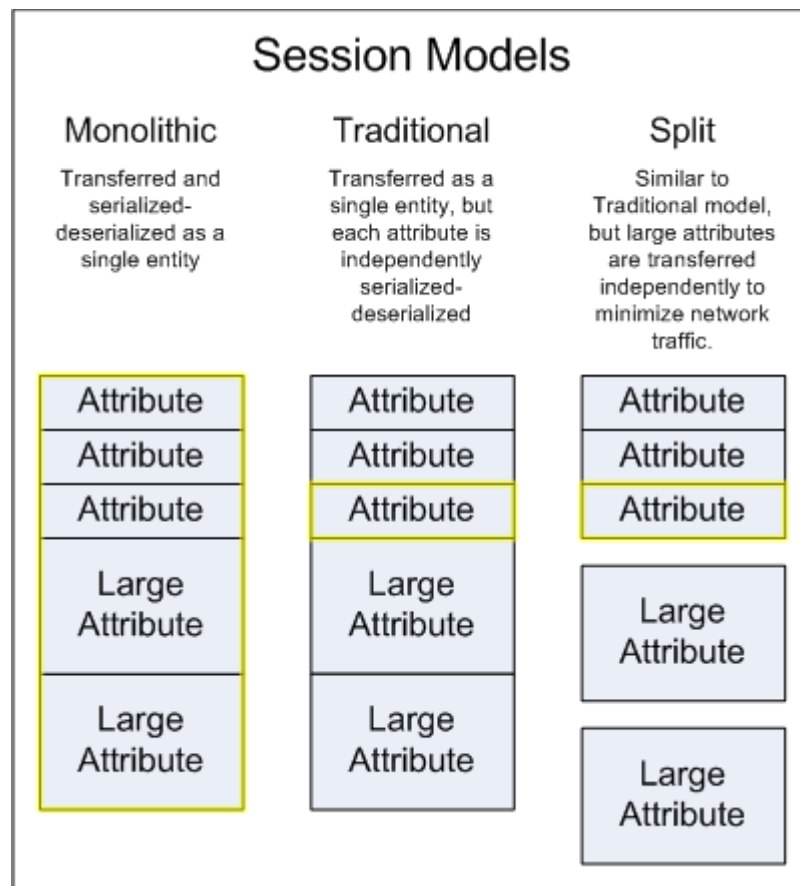 Session Models
Monolithic
Transferred and
serialized-
deserialized as a
single entity
Traditional
Transferred as a
single entity, but
each attribute is
independently
serialized-
deserialized
Split
Similar to
Traditional model,
but large attributes
are transferred
independently to
minimize network
traffic.
Attribute
Attribute
Attribute
Large
Attribute
Large
Attribute
Attribute
Attribute
Attribute
Large
Attribute
Large
Attribute
Attribute
Attribute
Attribute
Large
Attribute
Large
Attribute